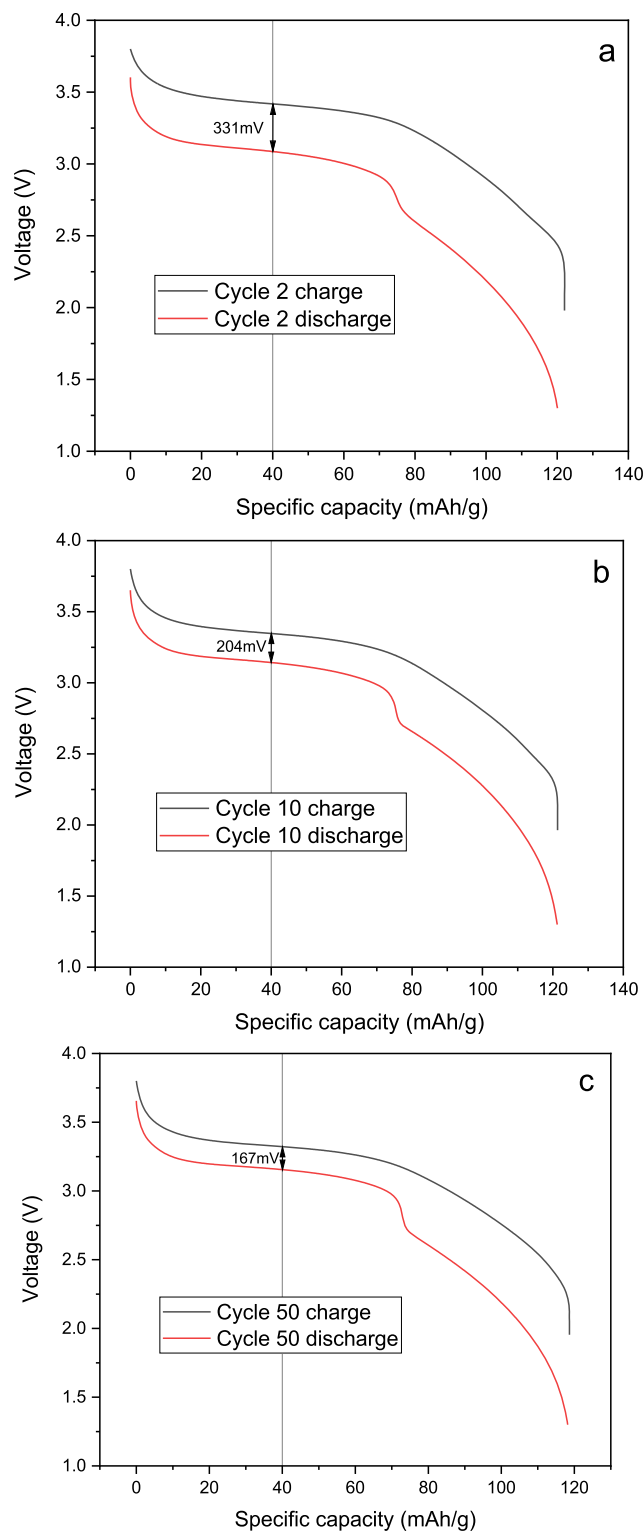 a
4.0
3.5
3.0
2.5
2.0
1.5
1.0
Voltage (V)
331mV
Cycle 2 charge
Cycle 2 discharge
0 20 40 60 80 100 120 140
Specific capacity (mAh/g)
b
4.0
3.5
3.0
2.5
2.0
1.5
1.0
Voltage (V)
204mV
Cycle 10 charge
Cycle 10 discharge
0 20 40 60 80 100 120 140
Specific capacity (mAh/g)
c
4.0
3.5
3.0
2.5
2.0
1.5
1.0
Voltage (V)
167mV
Cycle 50 charge
Cycle 50 discharge
0 20 40 60 80 100 120
Specific capacity (mAh/g)